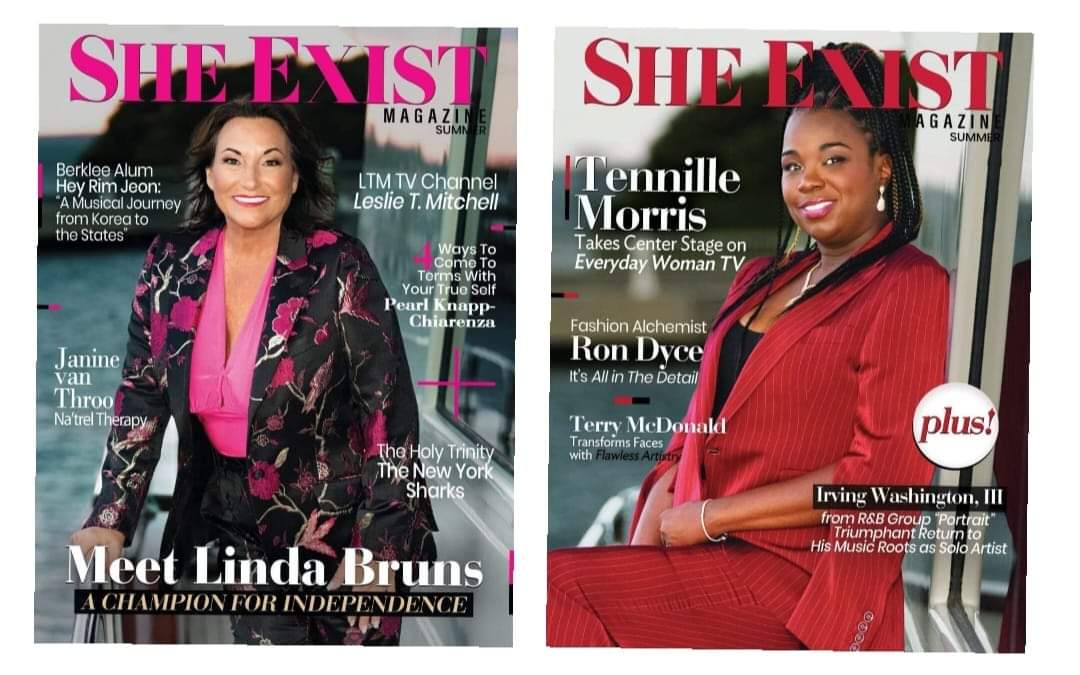 SHE EXIST
MAGAZINE
SUMMER
Berklee Alum
Hey Rim Jeon:
"A Musical Journey
from Korea to
the States"
LTM TV Channel
Leslie T. Mitchell
4 Ways To
Come To
Terms With
Your True Self
Pearl Knapp-
Chiarenza
Janine
van
Throo
Na'trel Therapy
The Holy Trinity
The New York
Sharks
Meet Linda Bruns
A CHAMPION FOR INDEPENDENCE
SHE EXIST
MAGAZINE
SUMMER
Tennille
Morris
Takes Center Stage on
Everyday Woman TV
Fashion Alchemist
Ron Dyce
It's All in The Detail
Terry McDonald
Transforms Faces
with Flawless Artistry
plus!
Irving Washington, III
from R&B Group "Portrait"
Triumphant Return to
His Music Roots as Solo Artist